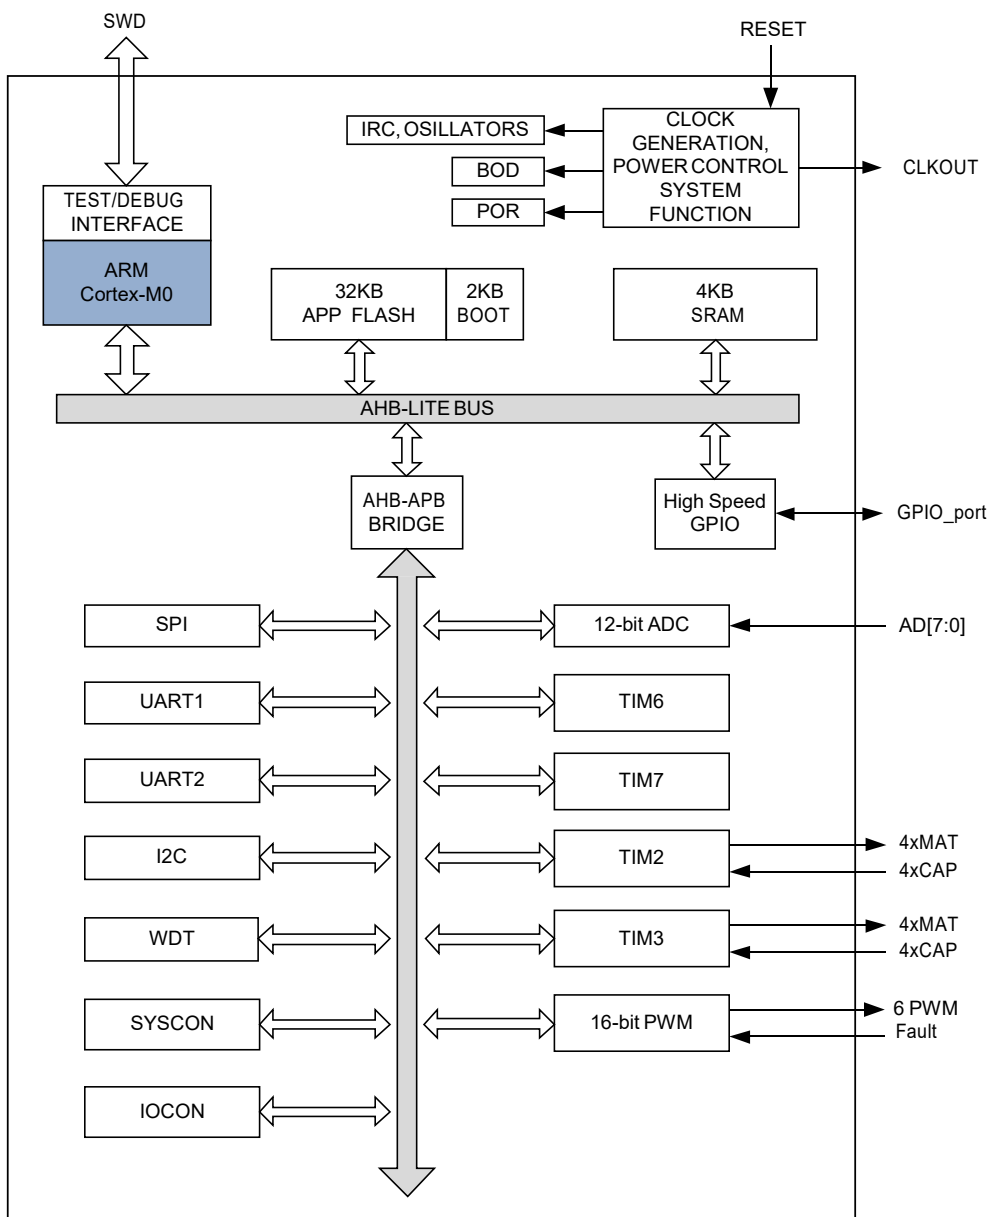 SWD
RESET
IRC, OSILLATORS
BOD
POR
CLOCK
GENERATION,
POWER CONTROL
SYSTEM
FUNCTION
CLKOUT
TEST/DEBUG
INTERFACE
ARM
Cortex-M0
32KB
APP FLASH
2KB
BOOT
4KB
SRAM
AHB-LITE BUS
AHB-APB
BRIDGE
High Speed
GPIO
GPIO_port
SPI
12-bit ADC
AD[7:0]
UART1
TIM6
UART2
TIM7
I2C
TIM2
4xMAT
4xCAP
WDT
TIM3
4xMAT
4xCAP
SYSCON
16-bit PWM
6 PWM
Fault
IOCON